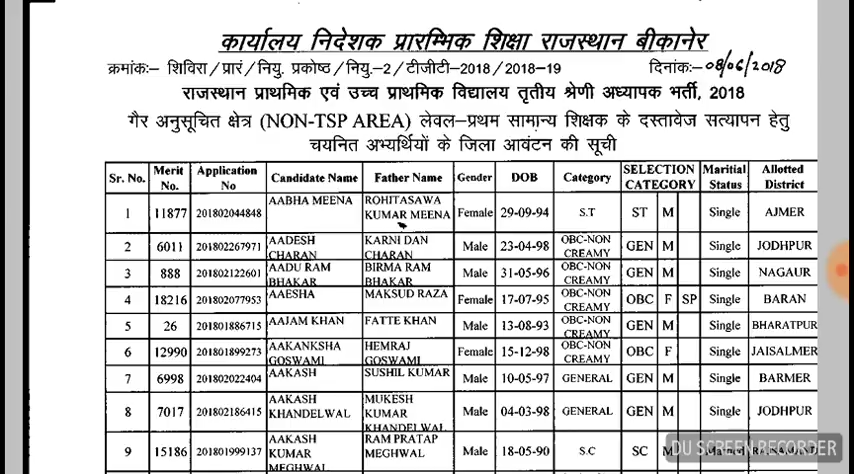 कार्यालय निदेशक प्रारम्भिक शिक्षा राजस्थान बीकानेर
क्रमांकः– शिविरा/प्रारं/नियु. प्रकोष्ठ/नियु.–2/टीजीटी–2018/2018-19 दिनांकः– 08/06/2018
राजस्थान प्राथमिक एवं उच्च प्राथमिक विद्यालय तृतीय श्रेणी अध्यापक भर्ती, 2018
गैर अनुसूचित क्षेत्र (NON-TSP AREA) लेवल–प्रथम सामान्य शिक्षक के दस्तावेज सत्यापन हेतु
चयनित अभ्यर्थियों के जिला आवंटन की सूची
Sr. No. Merit No. Application No Candidate Name Father Name Gender DOB Category SELECTION CATEGORY Maritial Status Allotted District
1 11877 201802044848 AABHA MEENA ROHITASAWA KUMAR MEENA Female 29-09-94 S.T ST M Single AJMER
2 6011 201802267971 AADESH CHARAN KARNI DAN CHARAN Male 23-04-98 OBC-NON CREAMY GEN M Single JODHPUR
3 888 201802122601 AADU RAM BHAKAR BIRMA RAM BHAKAR Male 31-05-96 OBC-NON CREAMY GEN M Single NAGAUR
4 18216 201802077953 AAESHA MAKSUD RAZA Female 17-07-95 OBC-NON CREAMY OBC F SP Single BARAN
5 26 201801886715 AAJAM KHAN FATTE KHAN Male 13-08-93 OBC-NON CREAMY GEN M Single BHARATPUR
6 12990 201801899273 AAKANKSHA GOSWAMI HEMRAJ GOSWAMI Female 15-12-98 OBC-NON CREAMY OBC F Single JAISALMER
7 6998 201802022404 AAKASH SUSHIL KUMAR Male 10-05-97 GENERAL GEN M Single BARMER
8 7017 201802186415 AAKASH KHANDELWAL MUKESH KUMAR KHANDELWAL Male 04-03-98 GENERAL GEN M Single JODHPUR
9 15186 201801999137 AAKASH KUMAR MEGHWAL RAM PRATAP MEGHWAL Male 18-05-90 S.C SC M
DU SCREEN RECORDER